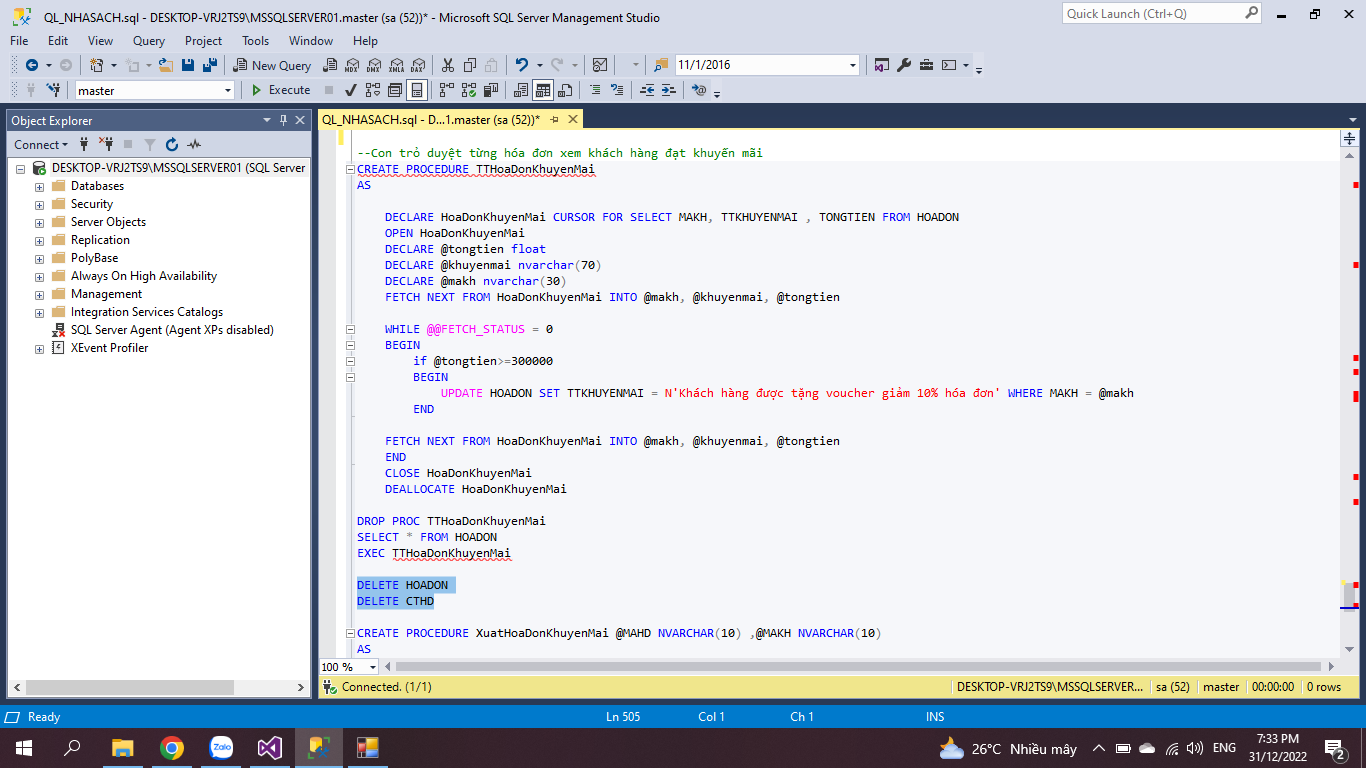 QL_NHASACH.sql - DESKTOP-VRJ2TS9\MSSQLSERVER01.master (sa (52))* - Microsoft SQL Server Management Studio
Quick Launch (Ctrl+Q)
File Edit View Query Project Tools Window Help
New Query
MDX DMX XMLA DAX
11/1/2016
master
Execute
Object Explorer
QL_NHASACH.sql - D...1.master (sa (52))*
Connect
DESKTOP-VRJ2TS9\MSSQLSERVER01 (SQL Server
Databases
Security
Server Objects
Replication
PolyBase
Always On High Availability
Management
Integration Services Catalogs
SQL Server Agent (Agent XPs disabled)
XEvent Profiler
--Con trỏ duyệt từng hóa đơn xem khách hàng đạt khuyến mãi
CREATE PROCEDURE TTHoaDonKhuyenMai
AS
DECLARE HoaDonKhuyenMai CURSOR FOR SELECT MAKH, TTKHUYENMAI , TONGTIEN FROM HOADON
OPEN HoaDonKhuyenMai
DECLARE @tongtien float
DECLARE @khuyenmai nvarchar(70)
DECLARE @makh nvarchar(30)
FETCH NEXT FROM HoaDonKhuyenMai INTO @makh, @khuyenmai, @tongtien
WHILE @@FETCH_STATUS = 0
BEGIN
if @tongtien>=300000
BEGIN
UPDATE HOADON SET TTKHUYENMAI = N'Khách hàng được tặng voucher giảm 10% hóa đơn' WHERE MAKH = @makh
END
FETCH NEXT FROM HoaDonKhuyenMai INTO @makh, @khuyenmai, @tongtien
END
CLOSE HoaDonKhuyenMai
DEALLOCATE HoaDonKhuyenMai
DROP PROC TTHoaDonKhuyenMai
SELECT * FROM HOADON
EXEC TTHoaDonKhuyenMai
DELETE HOADON
DELETE CTHD
CREATE PROCEDURE XuatHoaDonKhuyenMai @MAHD NVARCHAR(10) ,@MAKH NVARCHAR(10)
AS
100 %
Connected. (1/1)
DESKTOP-VRJ2TS9\MSSQLSERVER... sa (52) master 00:00:00 0 rows
Ready
Ln 505 Col 1 Ch 1 INS
Zalo
26°C Nhiều mây
ENG
7:33 PM
31/12/2022
2